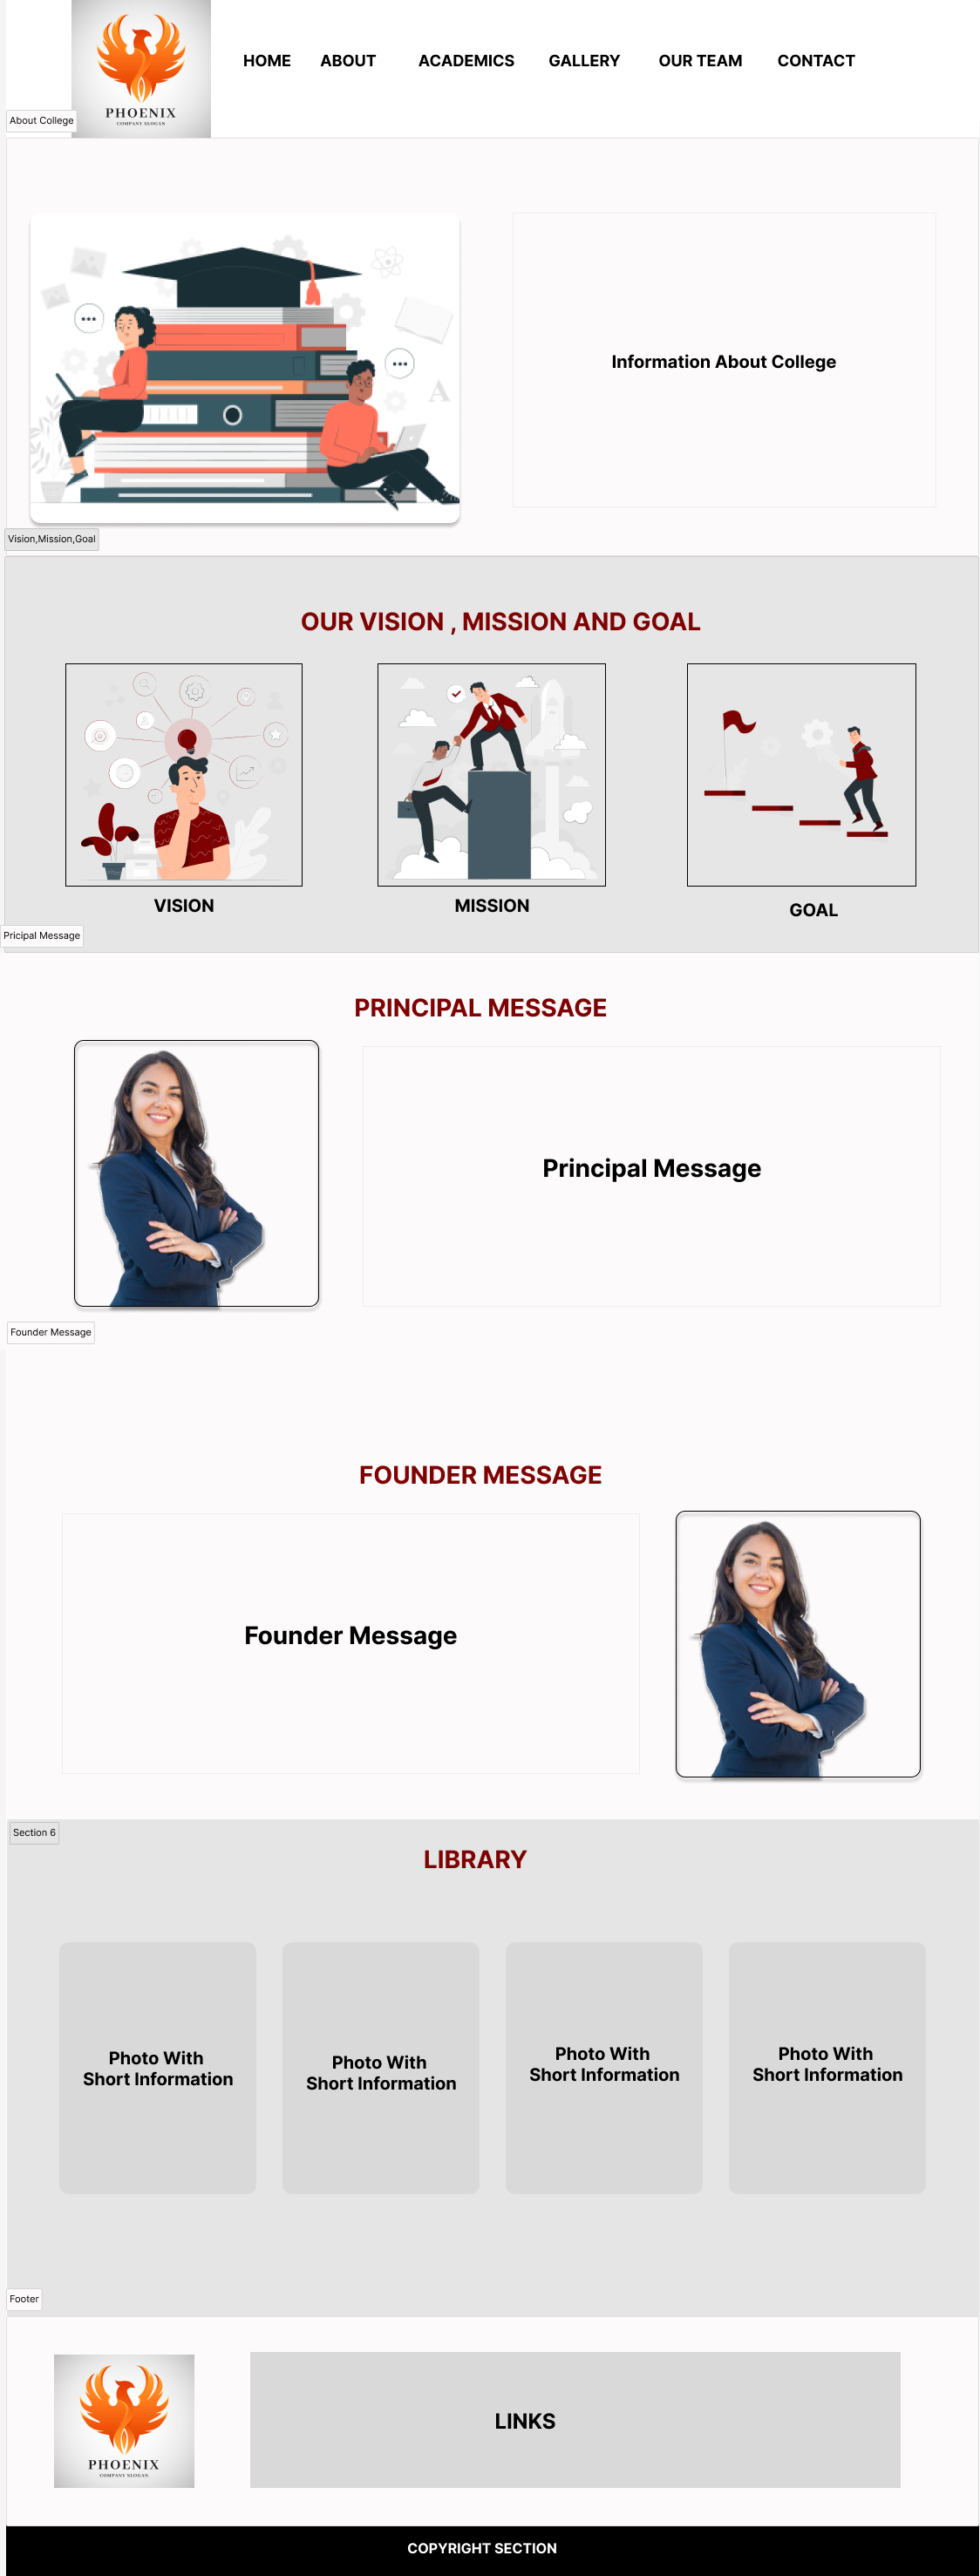 PHOENIX
COMPANY SLOGAN
HOME ABOUT ACADEMICS GALLERY OUR TEAM CONTACT
About College
A
Information About College
Vision,Mission,Goal
OUR VISION , MISSION AND GOAL
VISION
MISSION
GOAL
Pricipal Message
PRINCIPAL MESSAGE
Principal Message
Founder Message
FOUNDER MESSAGE
Founder Message
Section 6
LIBRARY
Photo With
Short Information
Photo With
Short Information
Photo With
Short Information
Photo With
Short Information
Footer
PHOENIX
COMPANY SLOGAN
LINKS
COPYRIGHT SECTION